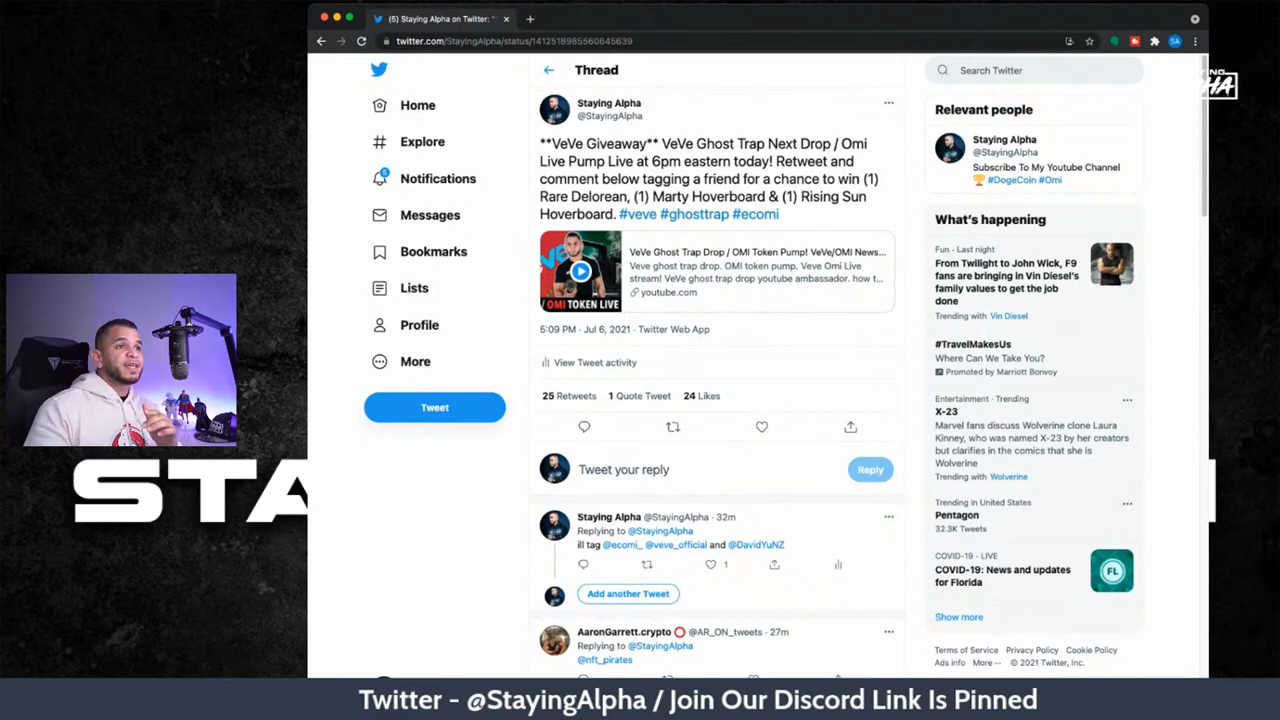 (5) Staying Alpha on Twitter: "*
twitter.com/StayingAlpha/status/1412518985560645639
SA
Home
Explore
5
Notifications
Messages
Bookmarks
Lists
Profile
More
Tweet
Thread
Staying Alpha
@StayingAlpha
**VeVe Giveaway** VeVe Ghost Trap Next Drop / Omi
Live Pump Live at 6pm eastern today! Retweet and
comment below tagging a friend for a chance to win (1)
Rare Delorean, (1) Marty Hoverboard & (1) Rising Sun
Hoverboard. #veve #ghosttrap #ecomi
OMI TOKEN LIVE
VeVe Ghost Trap Drop / OMI Token Pump! VeVe/OMI News...
Veve ghost trap drop. OMI token pump. Veve Omi Live
stream! VeVe ghost trap drop youtube ambassador. how t...
youtube.com
5:09 PM · Jul 6, 2021 · Twitter Web App
View Tweet activity
25 Retweets 1 Quote Tweet 24 Likes
Tweet your reply
Reply
Staying Alpha @StayingAlpha · 32m
Replying to @StayingAlpha
ill tag @ecomi_ @veve_official and @DavidYuNZ
1
Add another Tweet
AaronGarrett.crypto @AR_ON_tweets · 27m
Replying to @StayingAlpha
@nft_pirates
Search Twitter
Relevant people
Staying Alpha
@StayingAlpha
Subscribe To My Youtube Channel
#DogeCoin #Omi
What's happening
Fun · Last night
From Twilight to John Wick, F9
fans are bringing in Vin Diesel's
family values to get the job
done
Trending with Vin Diesel
#TravelMakesUs
Where Can We Take You?
Promoted by Marriott Bonvoy
Entertainment · Trending
X-23
Marvel fans discuss Wolverine clone Laura
Kinney, who was named X-23 by her creators
but clarifies in the comics that she is
Wolverine
Trending with Wolverine
Trending in United States
Pentagon
32.3K Tweets
COVID-19 · LIVE
COVID-19: News and updates
for Florida
FL
Show more
Terms of Service Privacy Policy Cookie Policy
Ads info More ··· © 2021 Twitter, Inc.
STA
Twitter - @StayingAlpha / Join Our Discord Link Is Pinned